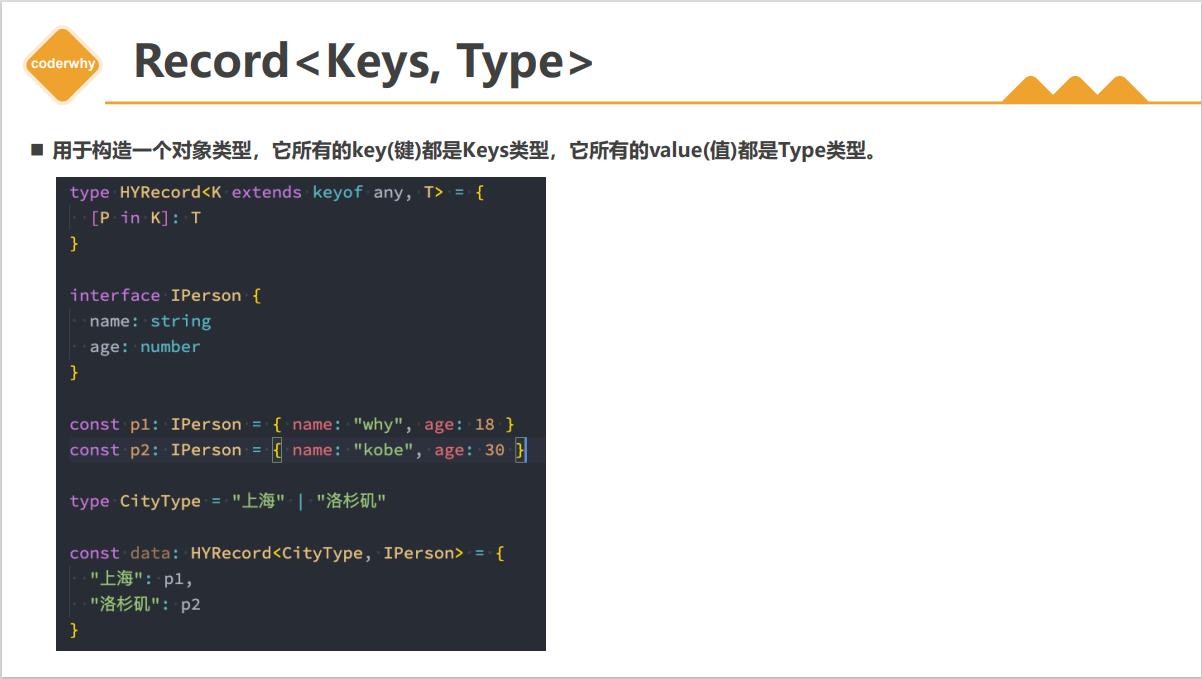 coderwhy
Record<Keys, Type>
■ 用于构造一个对象类型，它所有的key(键)都是Keys类型，它所有的value(值)都是Type类型。
type HYRecord<K extends keyof any, T> = {
  [P in K]: T
}

interface IPerson {
  name: string
  age: number
}

const p1: IPerson = { name: "why", age: 18 }
const p2: IPerson = { name: "kobe", age: 30 }

type CityType = "上海" | "洛杉矶"

const data: HYRecord<CityType, IPerson> = {
  "上海": p1,
  "洛杉矶": p2
}